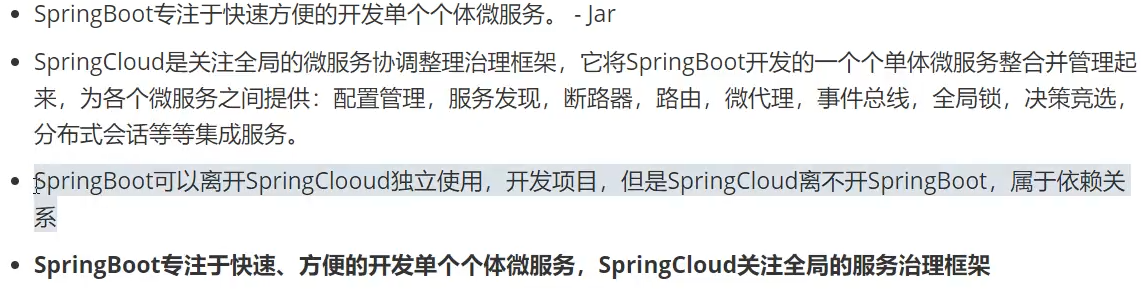 SpringBoot专注于快速方便的开发单个个体微服务。 - Jar
SpringCloud是关注全局的微服务协调整理治理框架，它将SpringBoot开发的一个个单体微服务整合并管理起
来，为各个微服务之间提供：配置管理，服务发现，断路器，路由，微代理，事件总线，全局锁，决策竞选，
分布式会话等等集成服务。
SpringBoot可以离开SpringClooud独立使用，开发项目，但是SpringCloud离不开SpringBoot，属于依赖关
系
SpringBoot专注于快速、方便的开发单个个体微服务，SpringCloud关注全局的服务治理框架